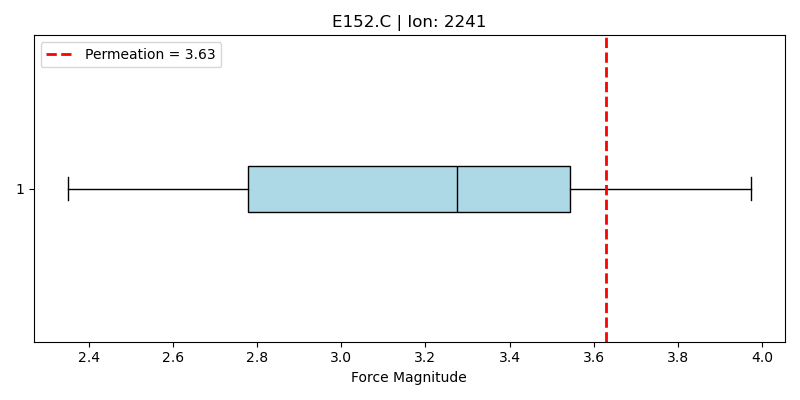 E152.C | Ion: 2241
Permeation = 3.63
1
2.4 2.6 2.8 3.0 3.2 3.4 3.6 3.8 4.0
Force Magnitude